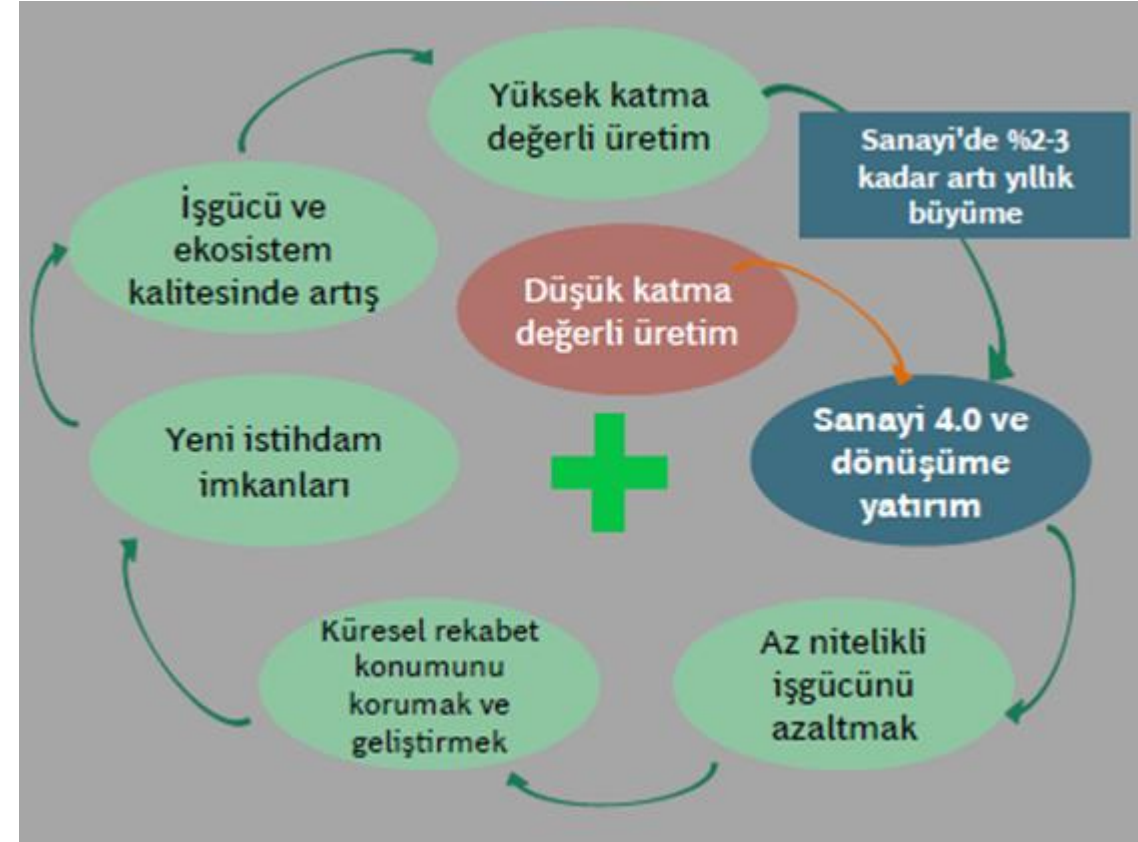 Yüksek katma
değerli üretim
Sanayi'de %2-3
kadar artı yıllık
büyüme
İşgücü ve
ekosistem
kalitesinde artış
Düşük katma
değerli üretim
Sanayi 4.0 ve
dönüşüme
yatırım
Yeni istihdam
imkanları
Küresel rekabet
konumunu
korumak ve
geliştirmek
Az nitelikli
işgücünü
azaltmak